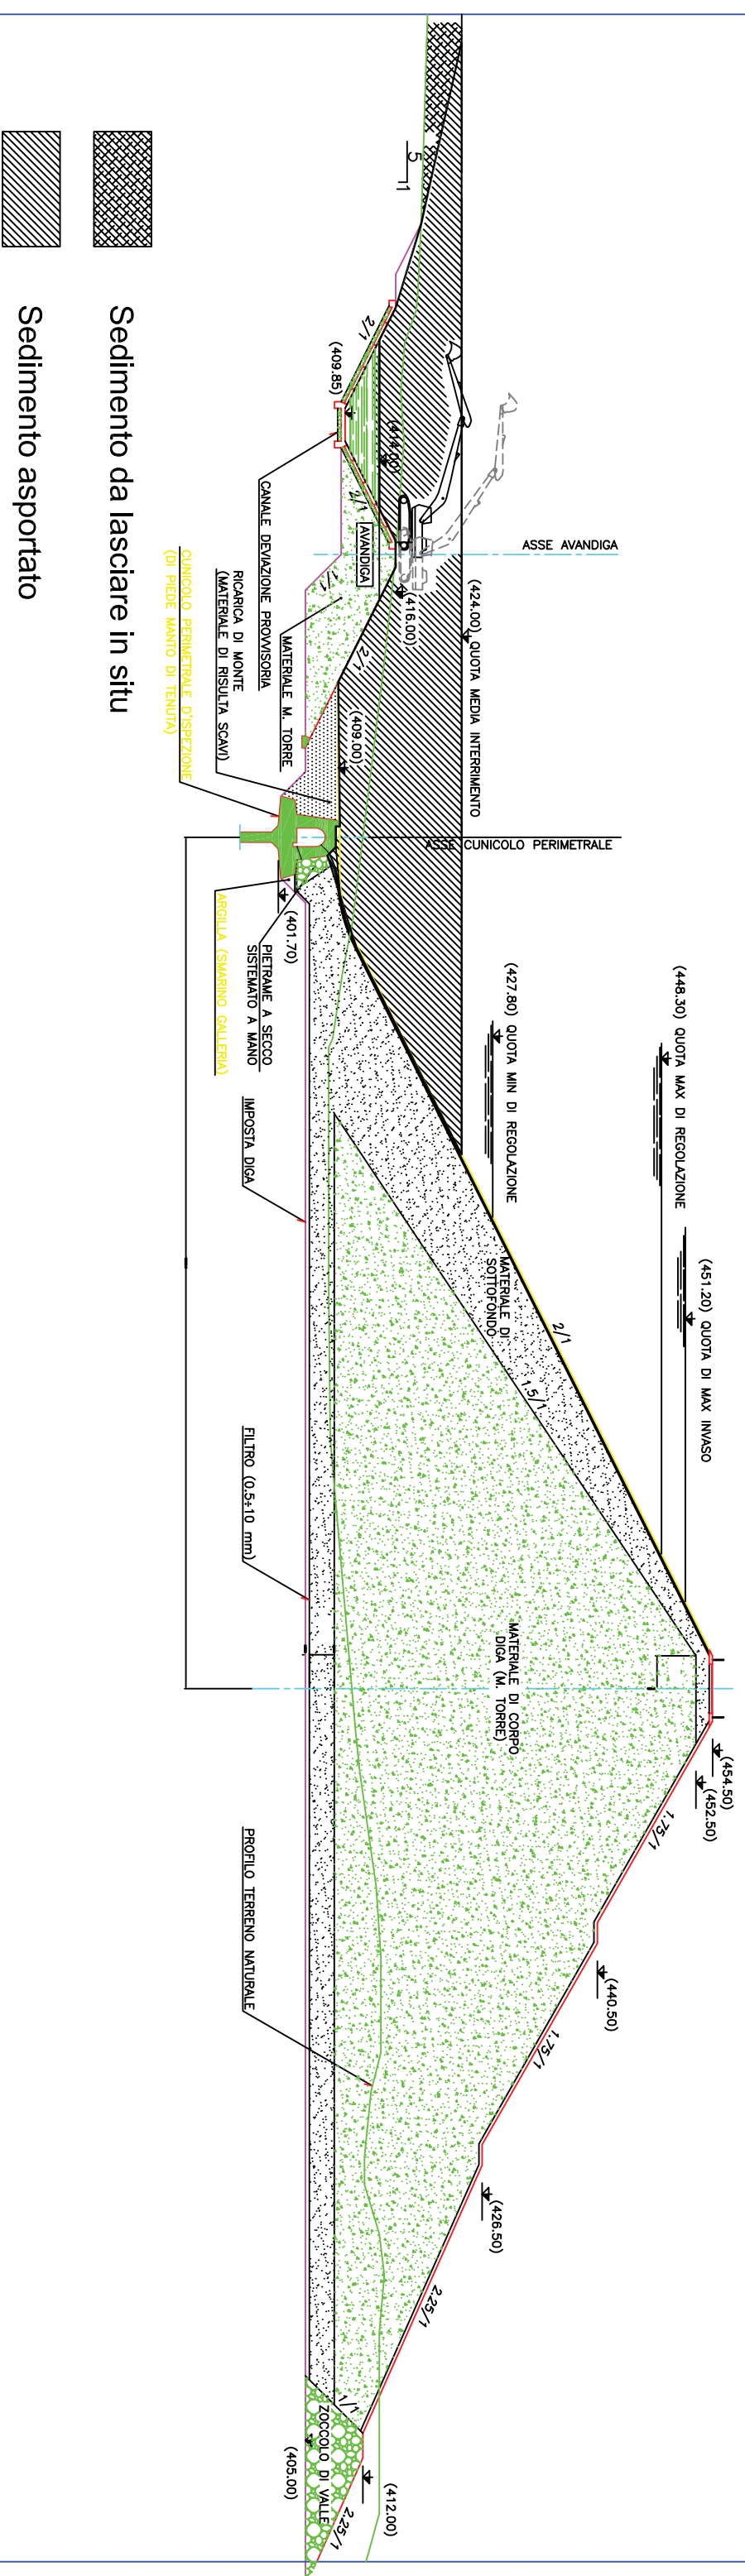 (451.20) QUOTA DI MAX INVASO
(448.30) QUOTA MAX DI REGOLAZIONE
(427.80) QUOTA MIN DI REGOLAZIONE
(454.50)
(452.50)
1.75/1
(440.50)
1.75/1
(426.50)
2.25/1
(412.00)
2.25/1
1/1
ZOCCOLO DI VALLE
(405.00)
ASSE AVANDIGA
ASSE CUNICOLO PERIMETRALE
(424.00) QUOTA MEDIA INTERRIMENTO
2/1
MATERIALE DI
SOTTOFONDO
1.5/1
MATERIALE DI CORPO
DIGA (M. TORRE)
5
1
2/1
(409.85)
(414.00)
2/1
AVANDIGA
(416.00)
1/1
2/1
(409.00)
(401.70)
CANALE DEVIAZIONE PROVVISORIA
MATERIALE M. TORRE
RICARICA DI MONTE
(MATERIALE DI RISULTA SCAVI)
CUNICOLO PERIMETRALE D'ISPEZIONE
(DI PIEDE MANTO DI TENUTA)
PIETRAME A SECCO
SISTEMATO A MANO
ARGILLA (SMARINO GALLERIA)
IMPOSTA DIGA
FILTRO (0.5÷10 mm)
PROFILO TERRENO NATURALE
Sedimento da lasciare in situ
Sedimento asportato